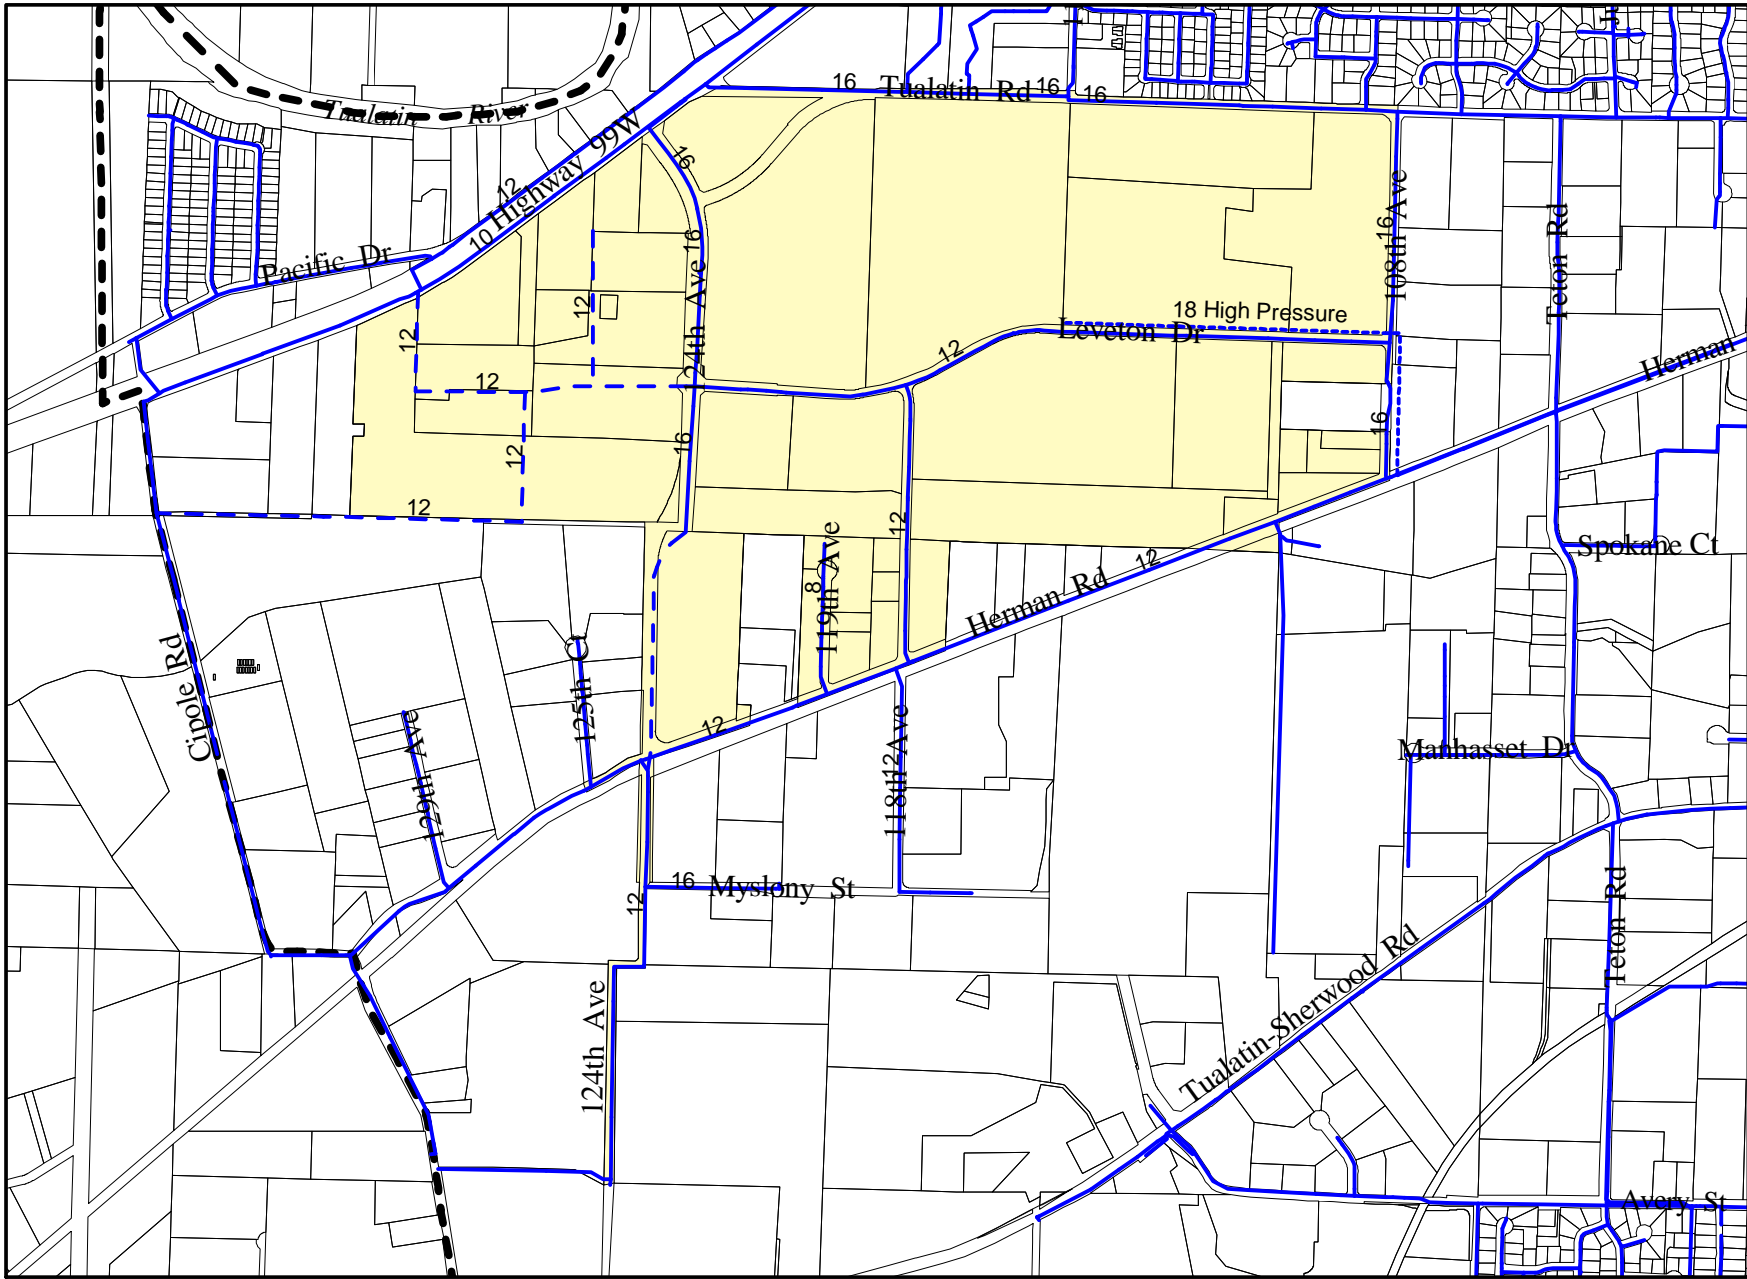 16
Tualatin Rd
16
16
Tualatin River
16
12
Highway 99W
10
Pacific Dr
16
108th Ave
16
Teton Rd
12
12
124th Ave
18 High Pressure
Leveton Dr
12
Herman
12
16
16
12
12
12
119th Ave
8
Spokane Ct
Herman Rd
12
Cipole Rd
125th Ct
129th Ave
12
118th Ave
12
Manhasset Dr
16
Myslony St
12
Teton Rd
124th Ave
Tualatin-Sherwood Rd
Avery St